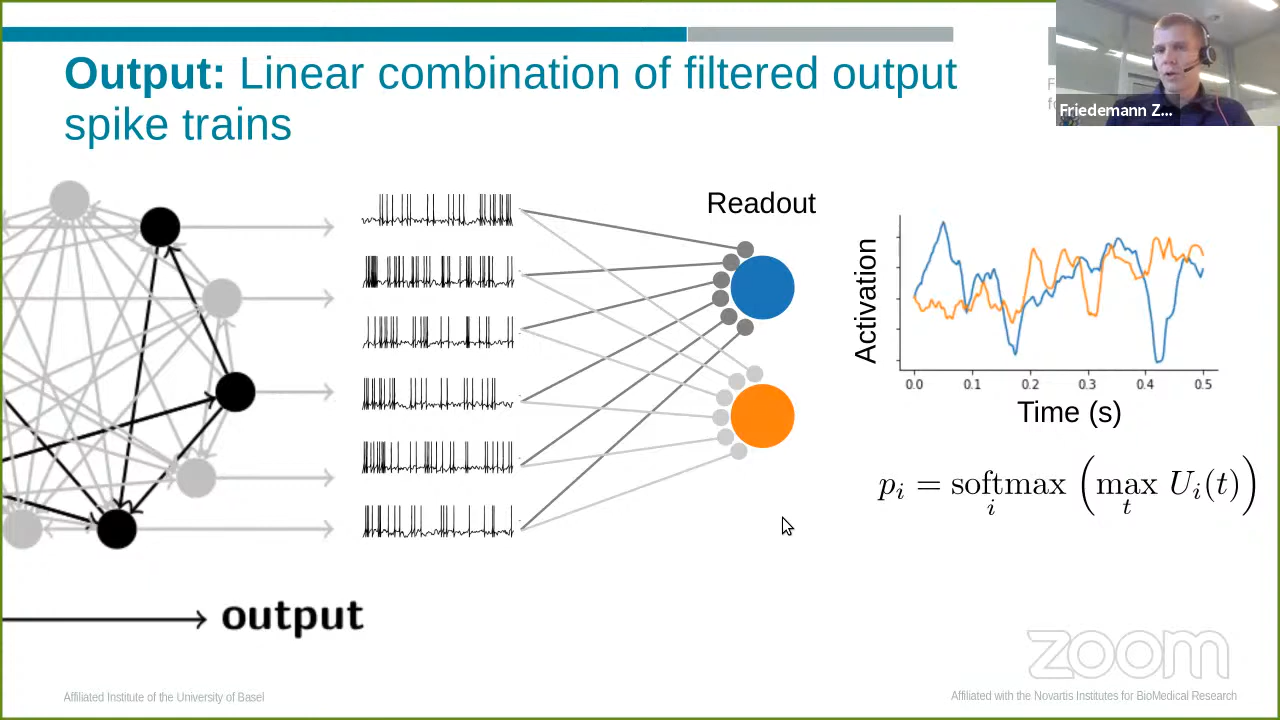 Output: Linear combination of filtered output
spike trains
Friedemann Z...
Readout
Activation
0.0 0.1 0.2 0.3 0.4 0.5
Time (s)
p_i = softmax_i (max_t U_i(t))
output
zoom
Affiliated Institute of the University of Basel
Affiliated with the Novartis Institutes for BioMedical Research